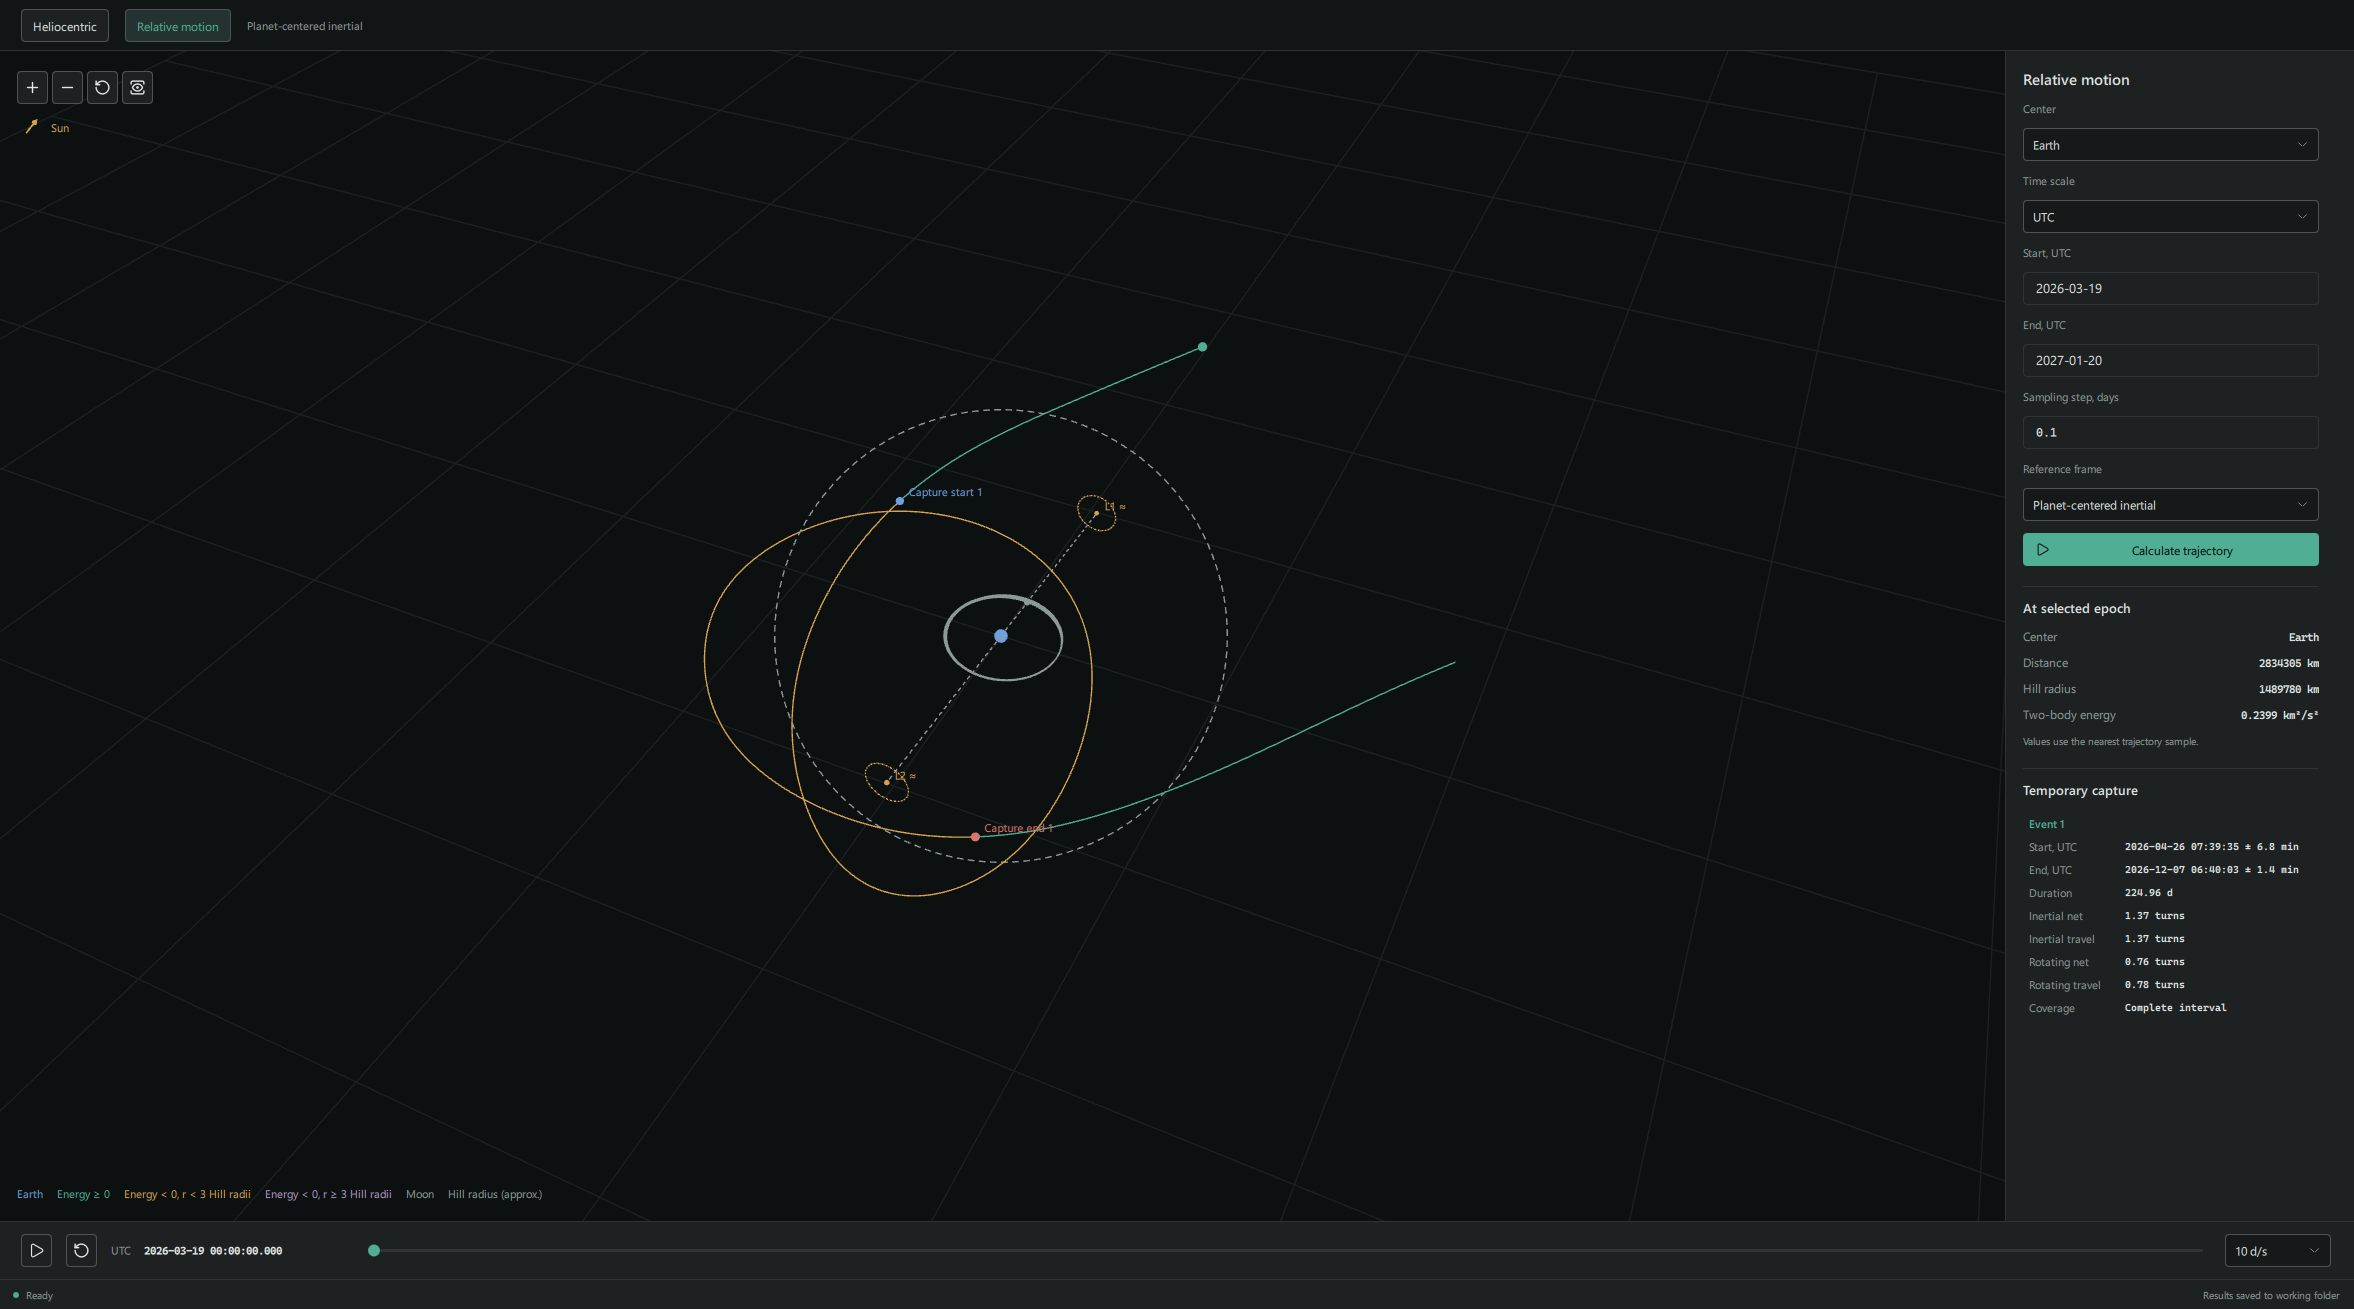 Heliocentric
Relative motion
Planet-centered inertial
Sun
Capture start 1
L1 ≈
L2 ≈
Capture end 1
Earth
Energy ≥ 0
Energy < 0, r < 3 Hill radii
Energy < 0, r ≥ 3 Hill radii
Moon
Hill radius (approx.)
Relative motion
Center
Earth
Time scale
UTC
Start, UTC
2026-03-19
End, UTC
2027-01-20
Sampling step, days
0.1
Reference frame
Planet-centered inertial
Calculate trajectory
At selected epoch
Center Earth
Distance 2834305 km
Hill radius 1489780 km
Two-body energy 0.2399 km²/s²
Values use the nearest trajectory sample.
Temporary capture
Event 1
Start, UTC 2026-04-26 07:39:35 ± 6.8 min
End, UTC 2026-12-07 06:40:03 ± 1.4 min
Duration 224.96 d
Inertial net 1.37 turns
Inertial travel 1.37 turns
Rotating net 0.76 turns
Rotating travel 0.78 turns
Coverage Complete interval
UTC 2026-03-19 00:00:00.000
10 d/s
Ready
Results saved to working folder